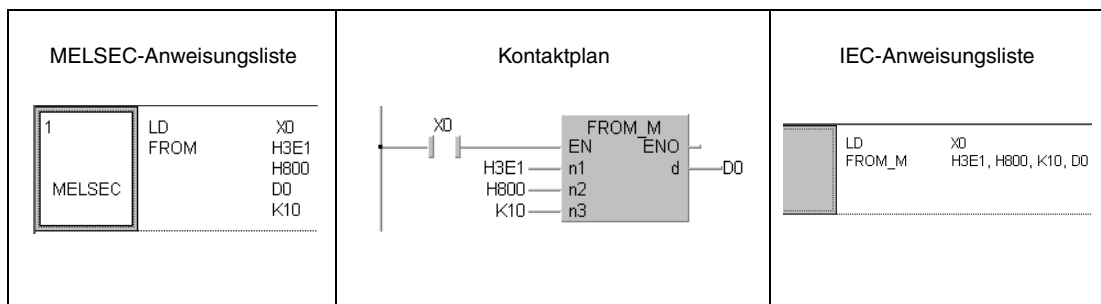 MELSEC-Anweisungsliste
1
MELSEC
LD X0
FROM H3E1
H800
D0
K10
Kontaktplan
X0
FROM_M
EN ENO
H3E1 n1 d D0
H800 n2
K10 n3
IEC-Anweisungsliste
LD X0
FROM_M H3E1, H800, K10, D0